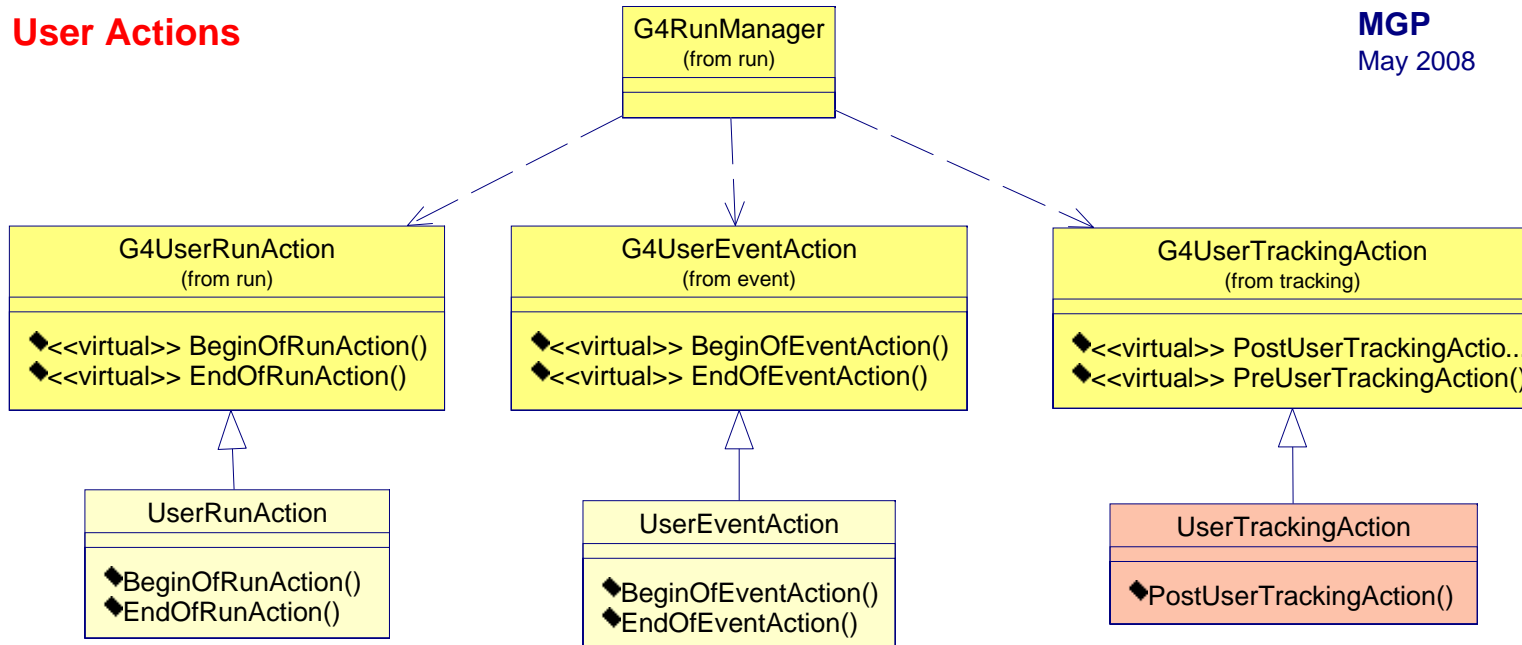 User Actions
MGP
May 2008
G4RunManager
(from run)
G4UserRunAction
(from run)
<<virtual>> BeginOfRunAction()
<<virtual>> EndOfRunAction()
G4UserEventAction
(from event)
<<virtual>> BeginOfEventAction()
<<virtual>> EndOfEventAction()
G4UserTrackingAction
(from tracking)
<<virtual>> PostUserTrackingActio...
<<virtual>> PreUserTrackingAction()
UserRunAction
BeginOfRunAction()
EndOfRunAction()
UserEventAction
BeginOfEventAction()
EndOfEventAction()
UserTrackingAction
PostUserTrackingAction()